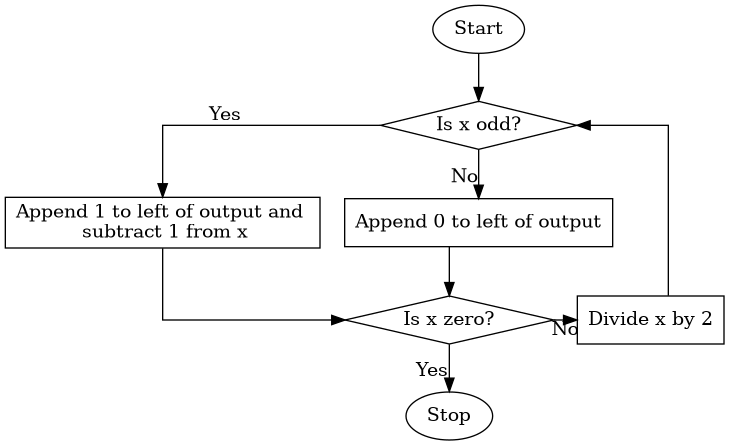 Start
Is x odd?
Yes
No
Append 1 to left of output and
subtract 1 from x
Append 0 to left of output
Is x zero?
No
Divide x by 2
Yes
Stop